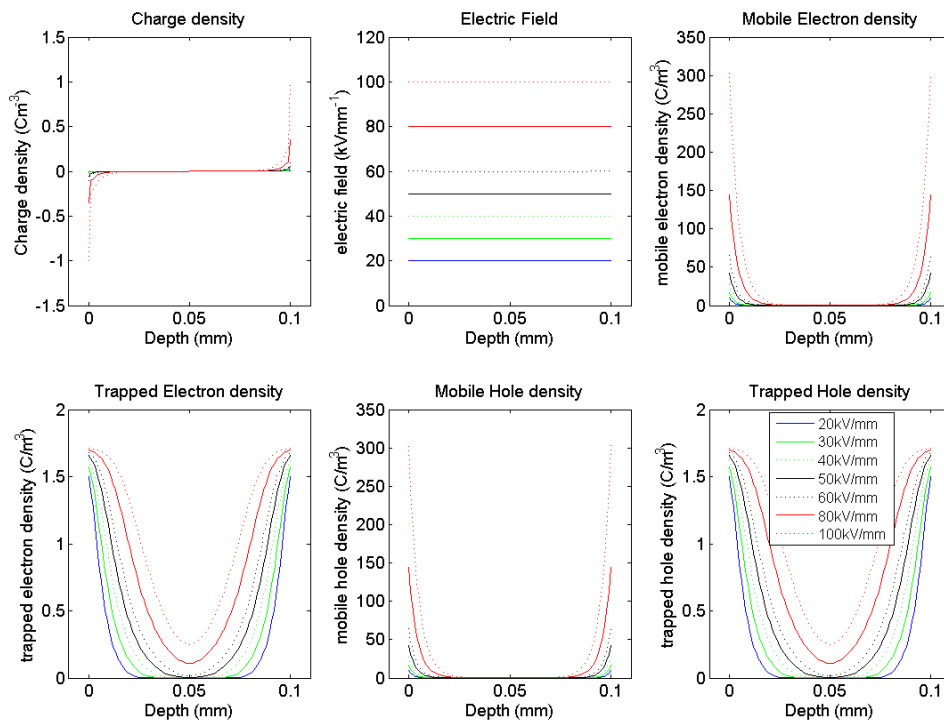 Charge density
Charge density (Cm-3)
1.5
1
0.5
0
-0.5
-1
-1.5
0
0.05
0.1
Depth (mm)
Electric Field
electric field (kVmm-1)
120
100
80
60
40
20
0
0
0.05
0.1
Depth (mm)
Mobile Electron density
mobile electron density (C/m3)
350
300
250
200
150
100
50
0
0
0.05
0.1
Depth (mm)
Trapped Electron density
trapped electron density (C/m3)
2
1.5
1
0.5
0
0
0.05
0.1
Depth (mm)
Mobile Hole density
mobile hole density (C/m3)
350
300
250
200
150
100
50
0
0
0.05
0.1
Depth (mm)
Trapped Hole density
trapped hole density (C/m3)
2
1.5
1
0.5
0
0
0.05
0.1
Depth (mm)
20kV/mm
30kV/mm
40kV/mm
50kV/mm
60kV/mm
80kV/mm
100kV/mm